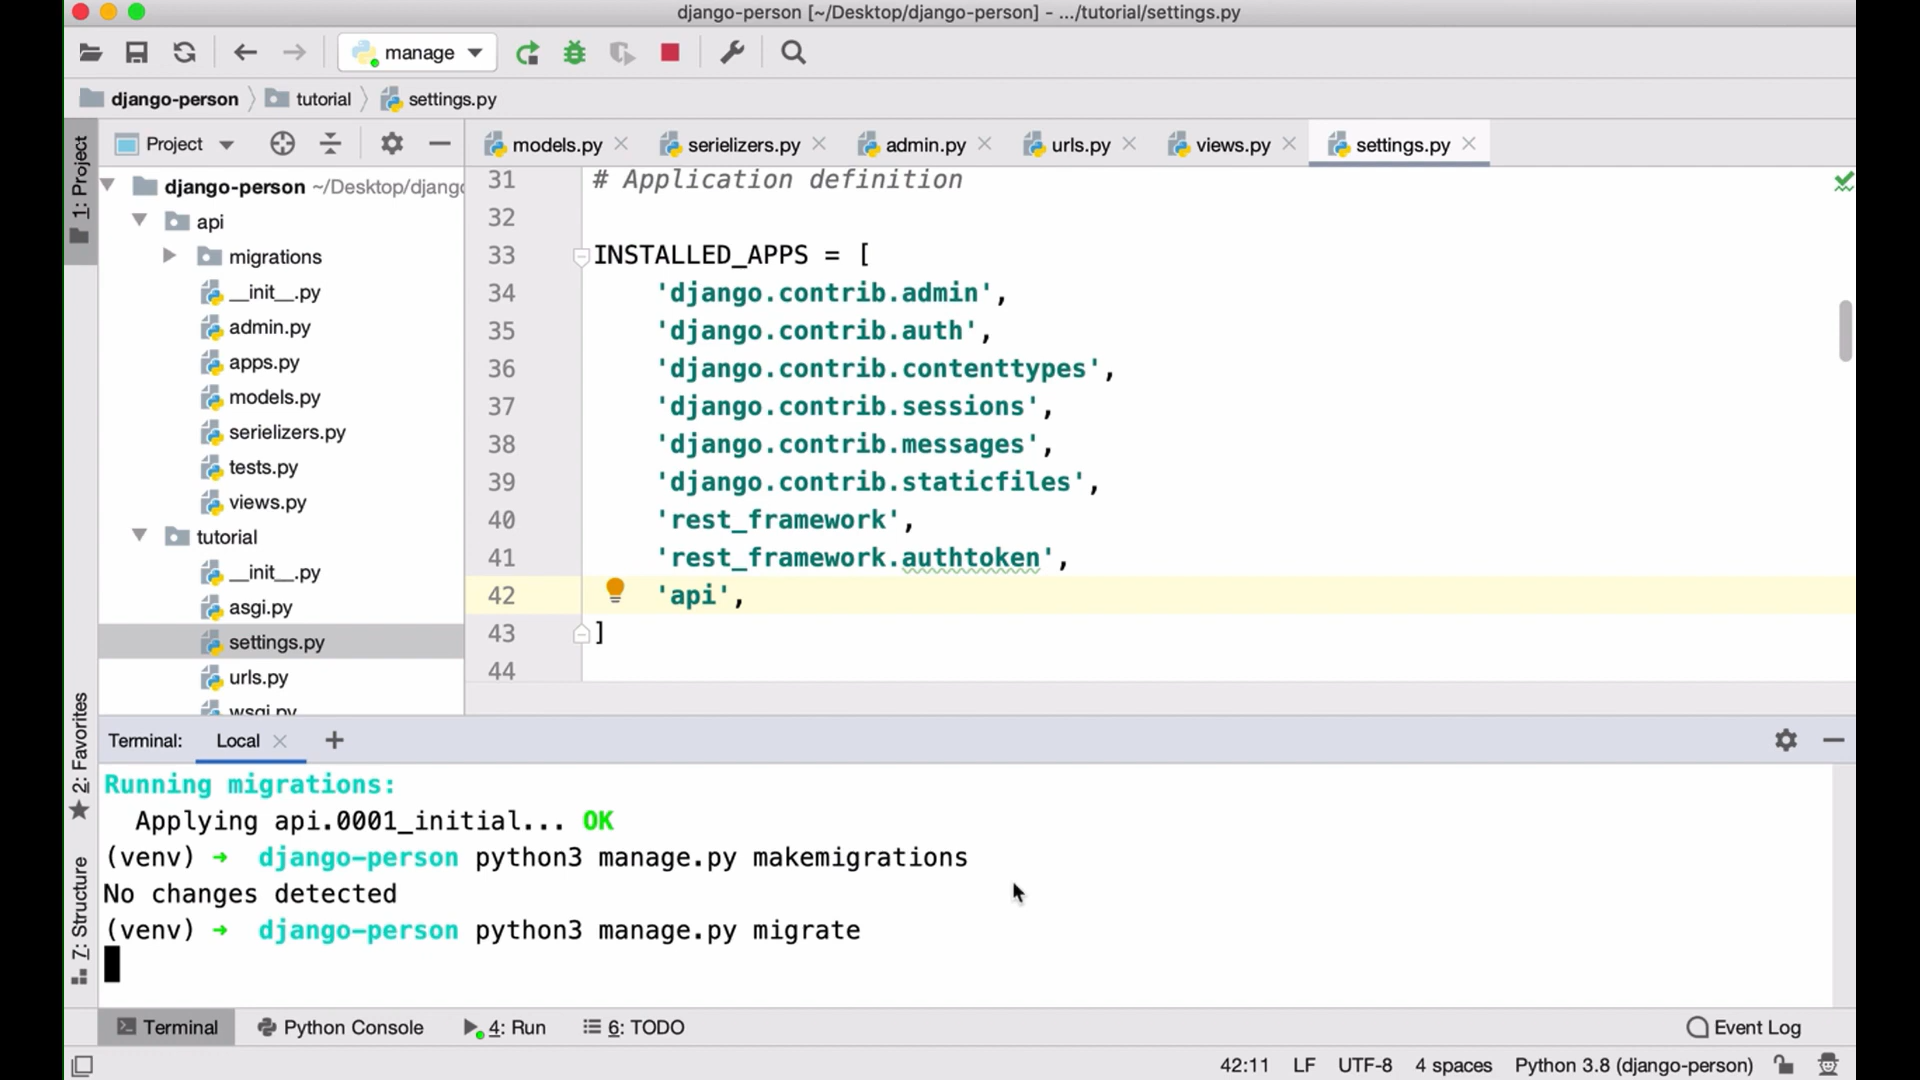 django-person [~/Desktop/django-person] - .../tutorial/settings.py
manage
django-person tutorial settings.py
1: Project
Project
models.py serielizers.py admin.py urls.py views.py settings.py
django-person ~/Desktop/djang
api
migrations
__init__.py
admin.py
apps.py
models.py
serielizers.py
tests.py
views.py
tutorial
__init__.py
asgi.py
settings.py
urls.py
wsgi.py
31 # Application definition
32
33 INSTALLED_APPS = [
34 'django.contrib.admin',
35 'django.contrib.auth',
36 'django.contrib.contenttypes',
37 'django.contrib.sessions',
38 'django.contrib.messages',
39 'django.contrib.staticfiles',
40 'rest_framework',
41 'rest_framework.authtoken',
42 'api',
43 ]
44
2: Favorites
7: Structure
Terminal: Local
Running migrations:
Applying api.0001_initial... OK
(venv) ➜ django-person python3 manage.py makemigrations
No changes detected
(venv) ➜ django-person python3 manage.py migrate
Terminal Python Console 4: Run 6: TODO Event Log
42:11 LF UTF-8 4 spaces Python 3.8 (django-person)